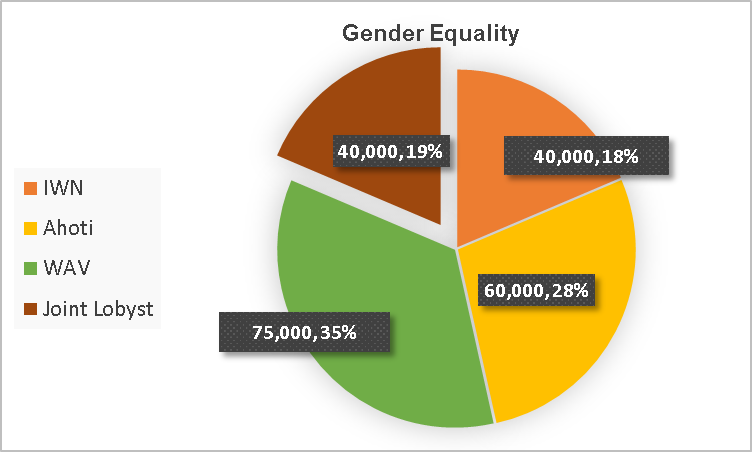 Gender Equality
40,000,19%
40,000,18%
IWN
Ahoti
WAV
Joint Lobyst
60,000,28%
75,000,35%